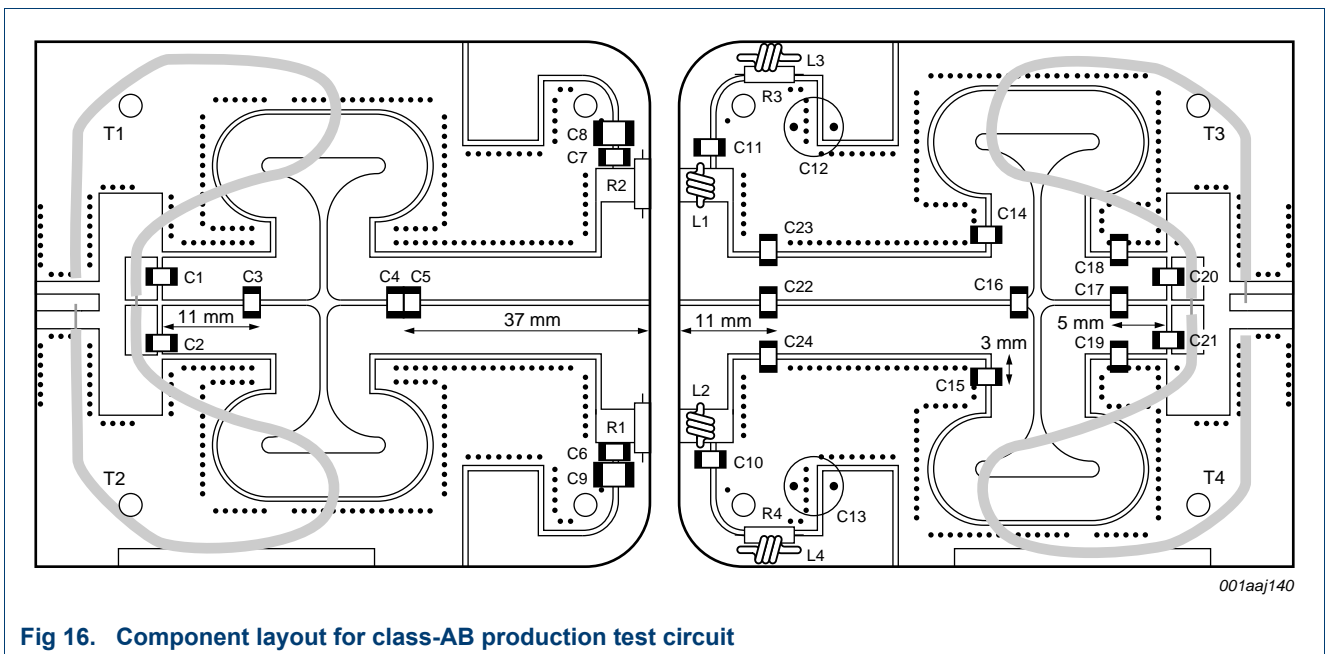 T1
C8
C7
R2
C1
C3
C4 C5
11 mm
37 mm
C2
R1
C6
C9
T2
L3
R3
C11
C12
L1
C14
C23
C22
C16
C18
C20
C17
T3
11 mm
5 mm
C24
3 mm
C19
C21
C15
L2
C10
R4
C13
L4
T4
001aaj140
Fig 16. Component layout for class-AB production test circuit